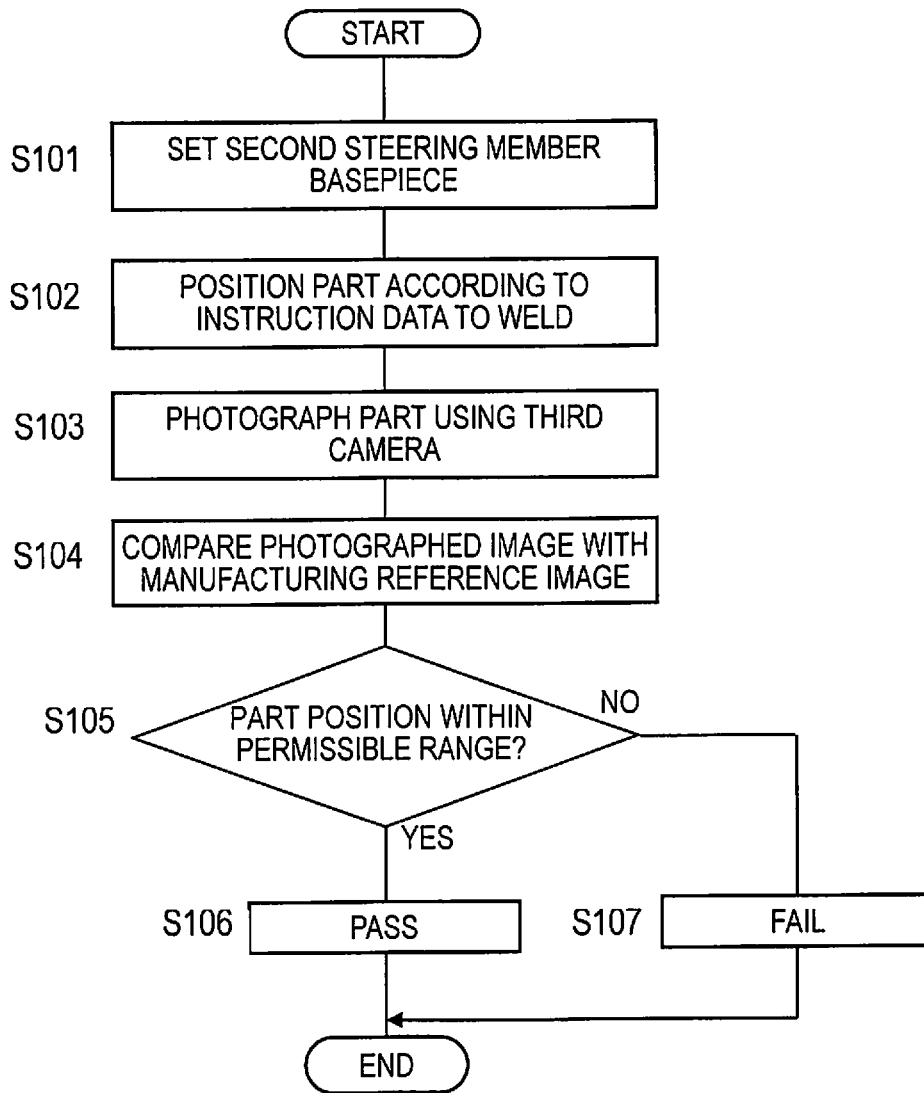 START
S101
SET SECOND STEERING MEMBER
BASEPIECE
S102
POSITION PART ACCORDING TO
INSTRUCTION DATA TO WELD
S103
PHOTOGRAPH PART USING THIRD
CAMERA
S104
COMPARE PHOTOGRAPHED IMAGE WITH
MANUFACTURING REFERENCE IMAGE
S105
PART POSITION WITHIN
PERMISSIBLE RANGE?
NO
YES
S106
PASS
S107
FAIL
END